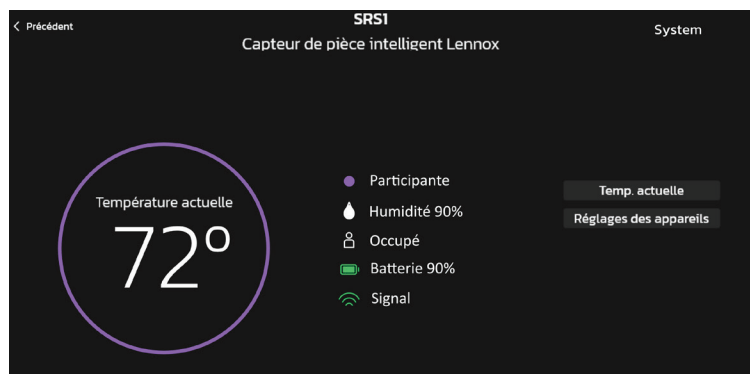 Précédent
SRS1
Capteur de pièce intelligent Lennox
System
Température actuelle
72°
Participante
Humidité 90%
Occupé
Batterie 90%
Signal
Temp. actuelle
Réglages des appareils